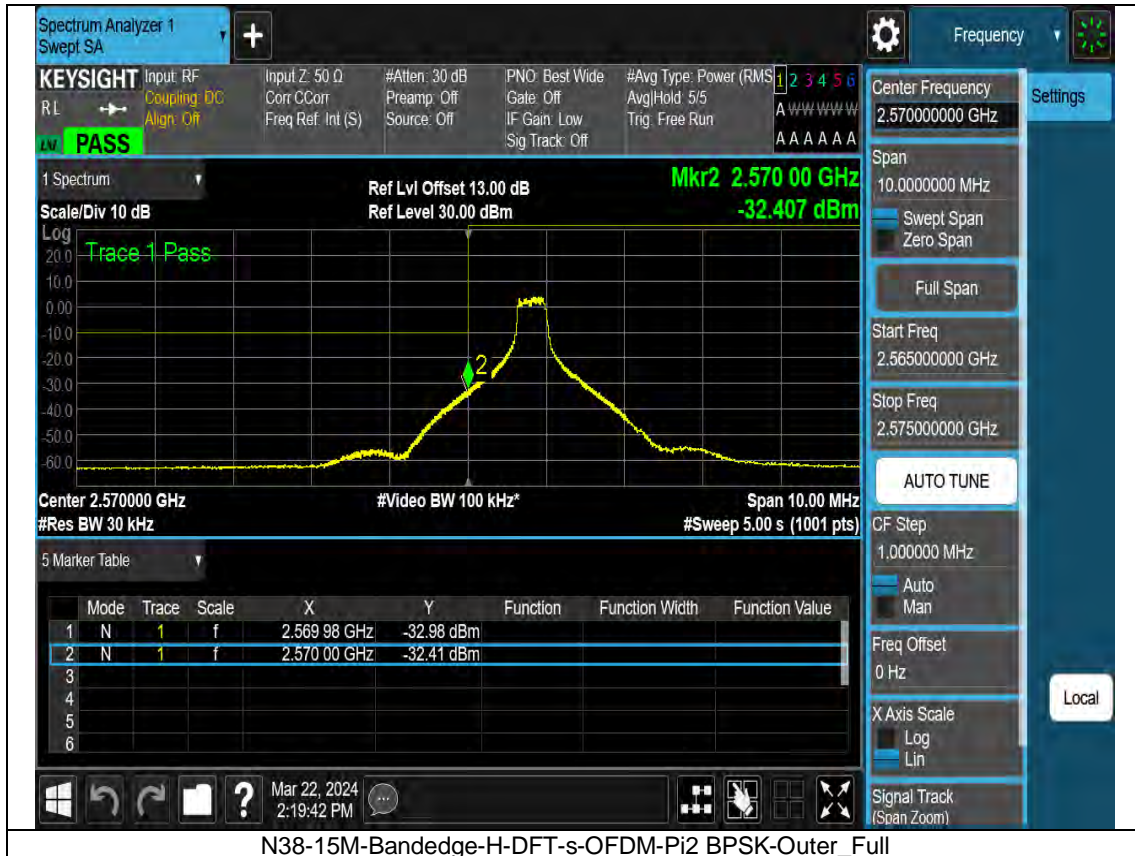 Spectrum Analyzer 1
Swept SA
+
Frequency
KEYSIGHT Input: RF Input Z: 50 Ω #Atten: 30 dB PNO: Best Wide #Avg Type: Power (RMS 1 2 3 4 5 6
RL Coupling: DC Corr CCorr Preamp: Off Gate: Off Avg|Hold: 5/5 A W W W W W
Align: Off Freq Ref: Int (S) Source: Off IF Gain: Low Trig: Free Run
PASS Sig Track: Off A A A A A A
1 Spectrum Ref Lvl Offset 13.00 dB Mkr2 2.570 00 GHz
Scale/Div 10 dB Ref Level 30.00 dBm -32.407 dBm
Log
Trace 1 Pass
20.0
10.0
0.00
-10.0
-20.0
2
-30.0
-40.0
-50.0
-60.0
Center 2.570000 GHz #Video BW 100 kHz* Span 10.00 MHz
#Res BW 30 kHz #Sweep 5.00 s (1001 pts)
5 Marker Table
Mode Trace Scale X Y Function Function Width Function Value
1 N 1 f 2.569 98 GHz -32.98 dBm
2 N 1 f 2.570 00 GHz -32.41 dBm
3
4
5
6
?
Mar 22, 2024
2:19:42 PM
Center Frequency
2.570000000 GHz
Settings
Span
10.0000000 MHz
Swept Span
Zero Span
Full Span
Start Freq
2.565000000 GHz
Stop Freq
2.575000000 GHz
AUTO TUNE
CF Step
1.000000 MHz
Auto
Man
Freq Offset
0 Hz
Local
X Axis Scale
Log
Lin
Signal Track
(Span Zoom)
N38-15M-Bandedge-H-DFT-s-OFDM-Pi2 BPSK-Outer_Full